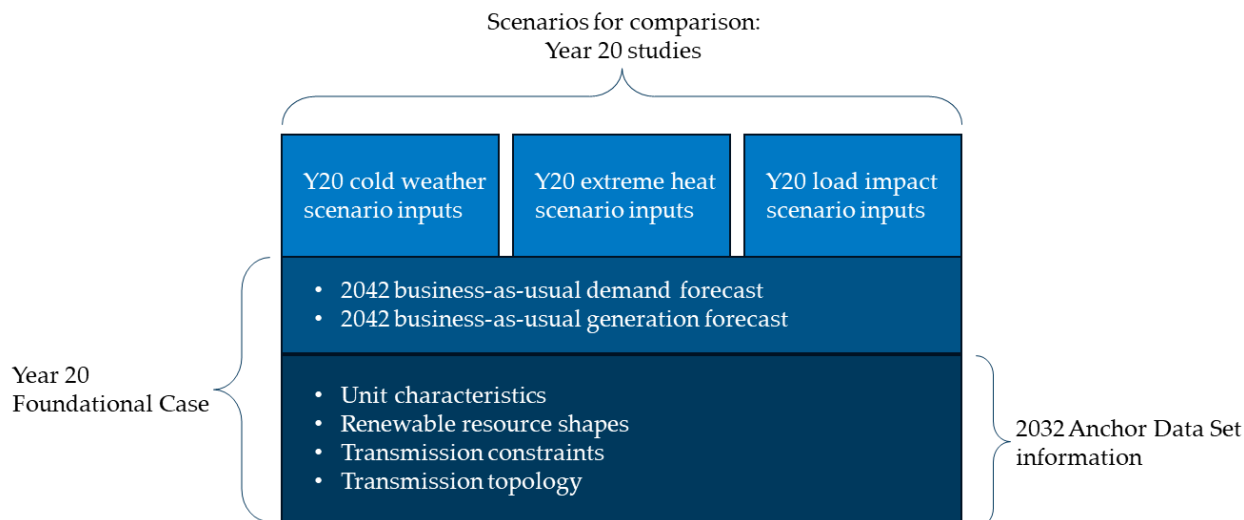 Scenarios for comparison:
Year 20 studies
Y20 cold weather
scenario inputs
Y20 extreme heat
scenario inputs
Y20 load impact
scenario inputs
• 2042 business-as-usual demand forecast
• 2042 business-as-usual generation forecast
Year 20
Foundational Case
• Unit characteristics
• Renewable resource shapes
• Transmission constraints
• Transmission topology
2032 Anchor Data Set
information